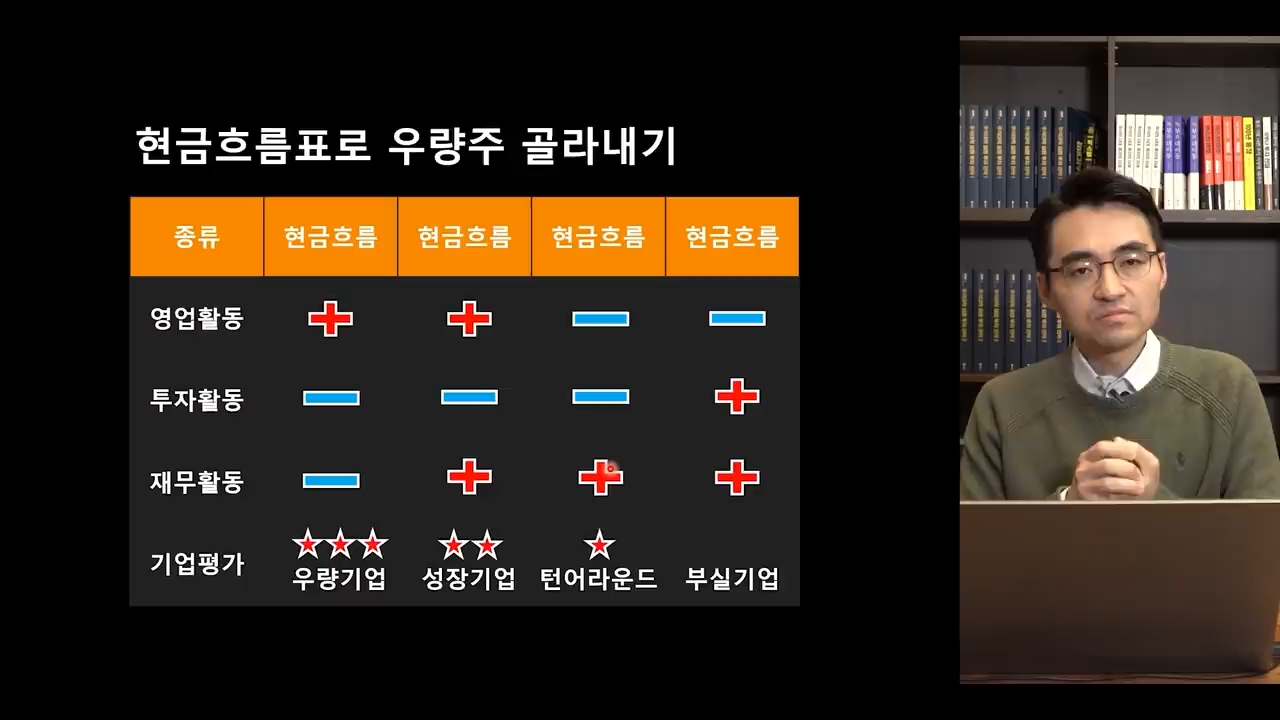 현금흐름표로 우량주 골라내기
종류 현금흐름 현금흐름 현금흐름 현금흐름
영업활동
투자활동
재무활동
기업평가 우량기업 성장기업 턴어라운드 부실기업